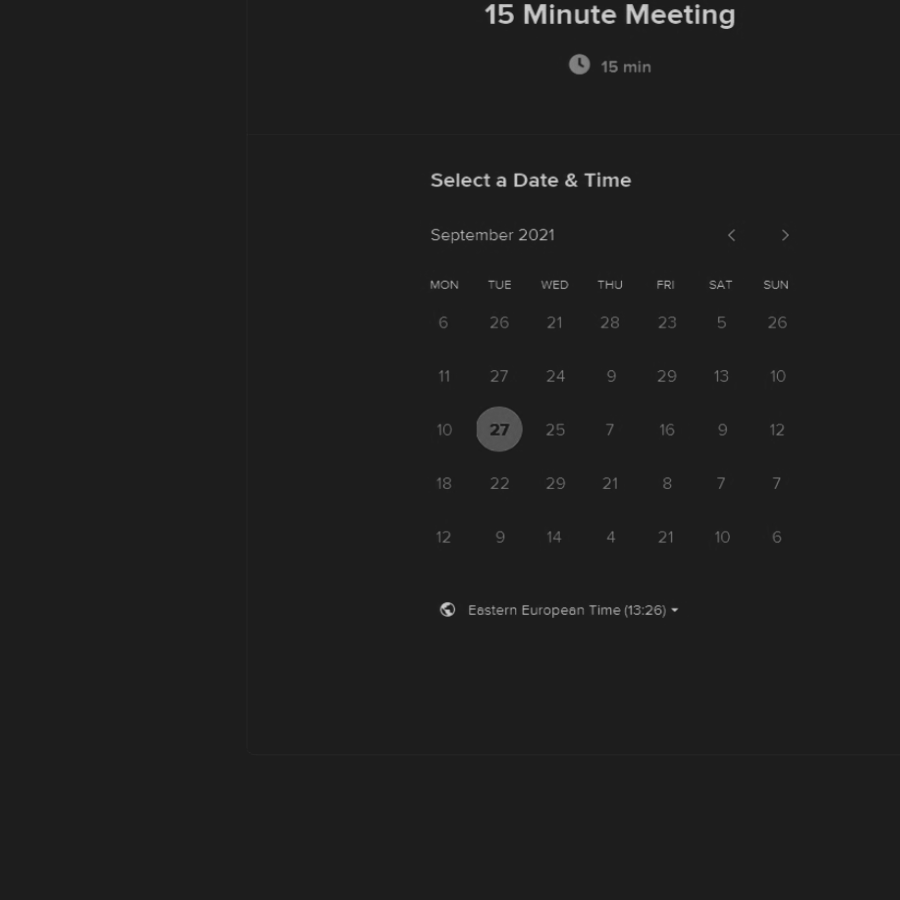 15 Minute Meeting
15 min
Select a Date & Time
September 2021
MON TUE WED THU FRI SAT SUN
6 26 21 28 23 5 26
11 27 24 9 29 13 10
10 27 25 7 16 9 12
18 22 29 21 8 7 7
12 9 14 4 21 10 6
Eastern European Time (13:26)